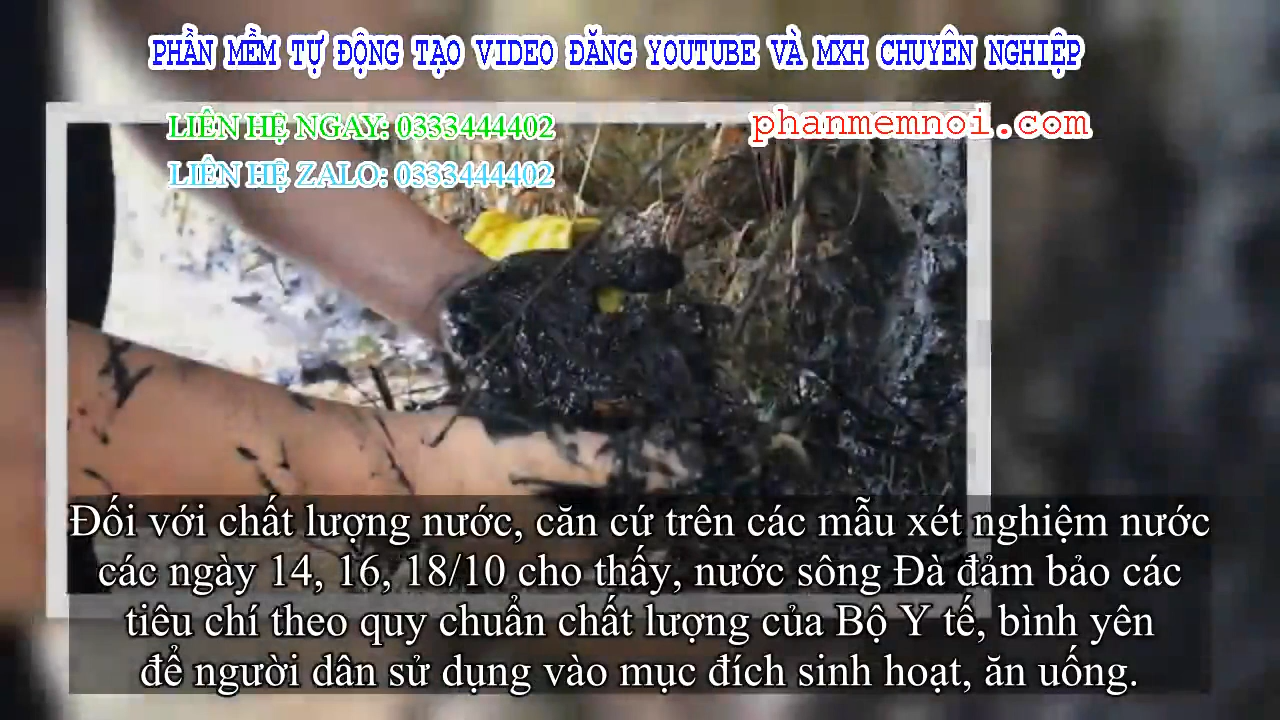 PHẦN MỀM TỰ ĐỘNG TẠO VIDEO ĐĂNG YOUTUBE VÀ MXH CHUYÊN NGHIỆP
LIÊN HỆ NGAY: 0333444402
phanmemnoi.com
LIÊN HỆ ZALO: 0333444402
Đối với chất lượng nước, căn cứ trên các mẫu xét nghiệm nước
các ngày 14, 16, 18/10 cho thấy, nước sông Đà đảm bảo các
tiêu chí theo quy chuẩn chất lượng của Bộ Y tế, bình yên
để người dân sử dụng vào mục đích sinh hoạt, ăn uống.